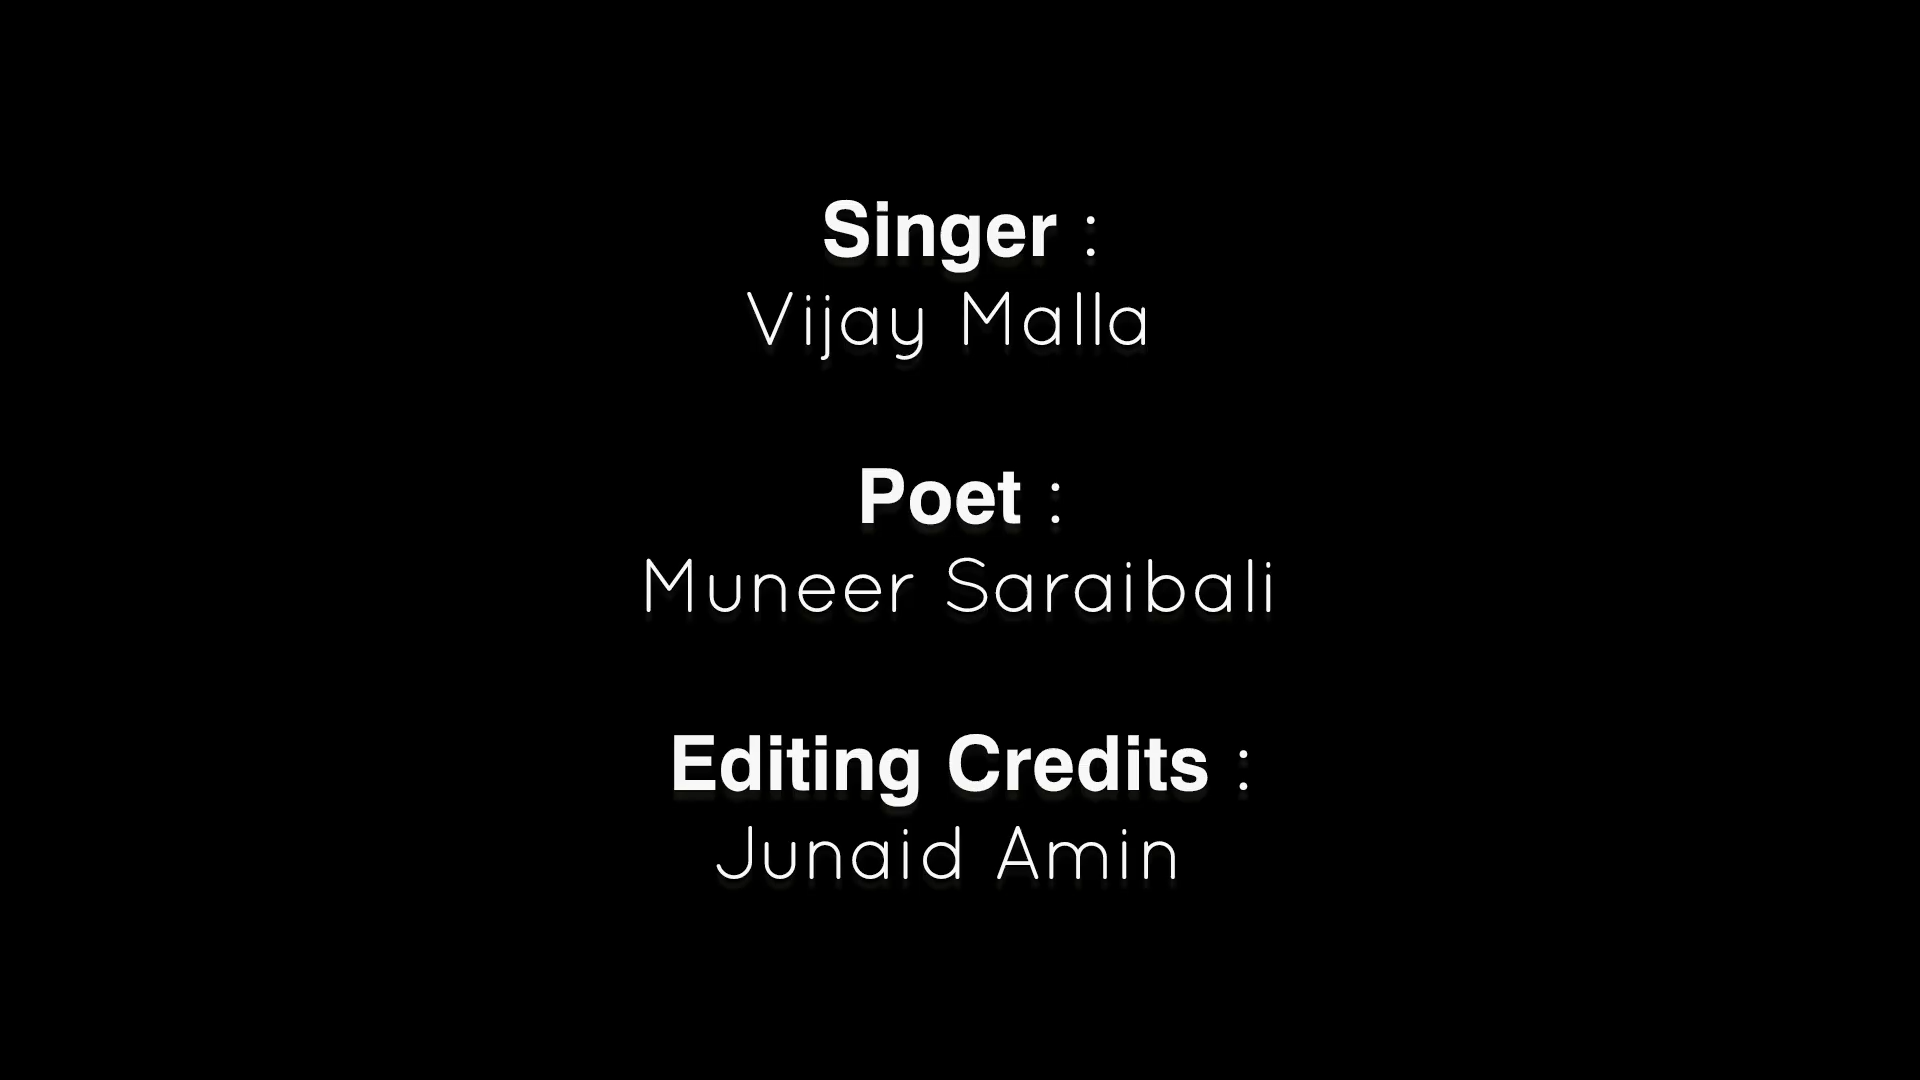 Singer :
Vijay Malla
Poet :
Muneer Saraibali
Editing Credits :
Junaid Amin